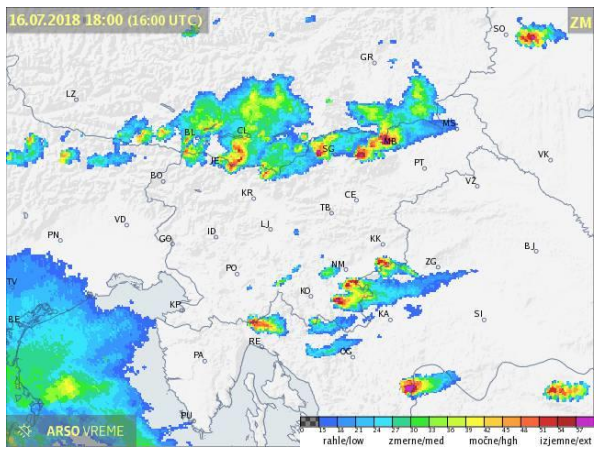 16.07.2018 18:00 (16:00 UTC)
ZM
SO
GR
LZ
MS
BL
CL
SG
MB
VK
JE
PT
BO
VŽ
KR
CE
TB
VD
LJ
PN
GO
ID
KK
BJ
NM
ZG
PO
TV
KO
KP
KA
SI
BE
RE
OG
PA
PU
ARSO VREME
0 15 18 21 24 27 30 33 36 39 42 45 48 51 54 57
rahle/low zmerne/med močne/hgh izjemne/ext